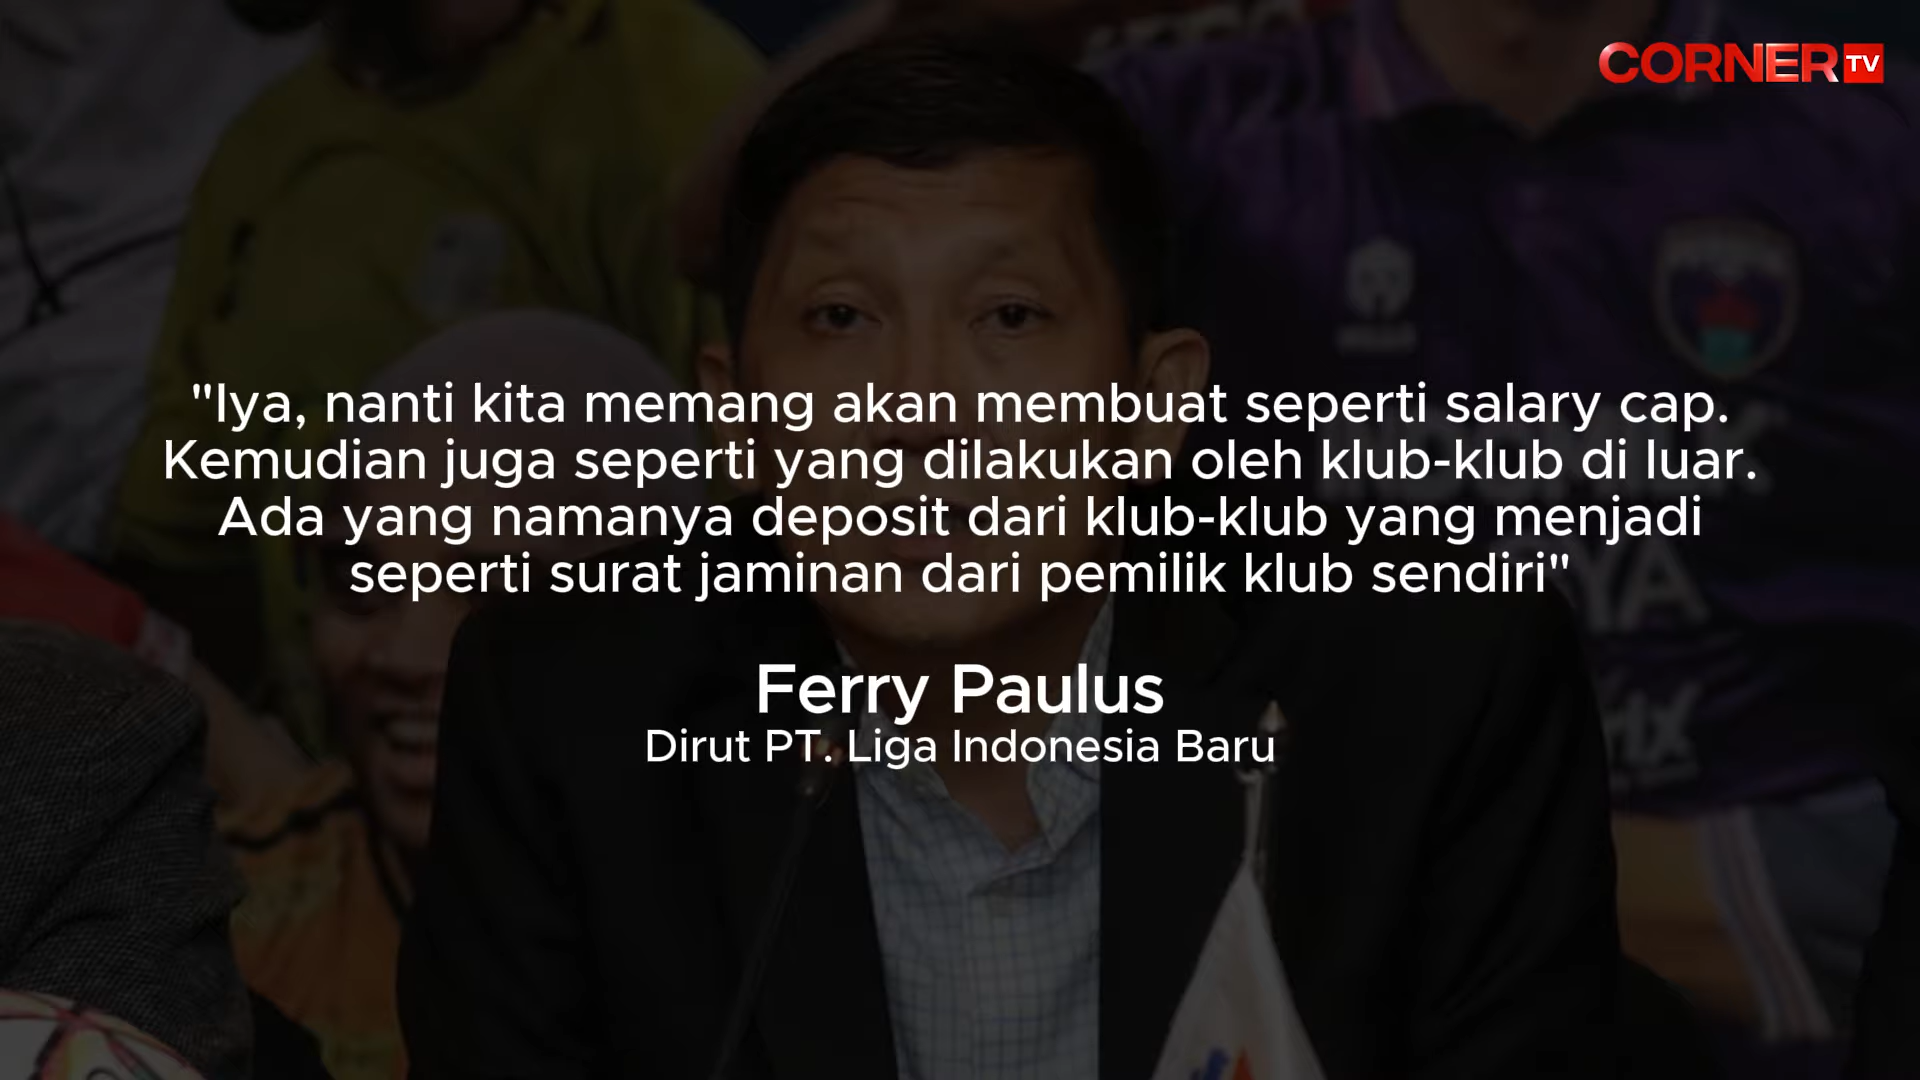 CORNER TV
"Iya, nanti kita memang akan membuat seperti salary cap.
Kemudian juga seperti yang dilakukan oleh klub-klub di luar.
Ada yang namanya deposit dari klub-klub yang menjadi
seperti surat jaminan dari pemilik klub sendiri"
Ferry Paulus
Dirut PT. Liga Indonesia Baru